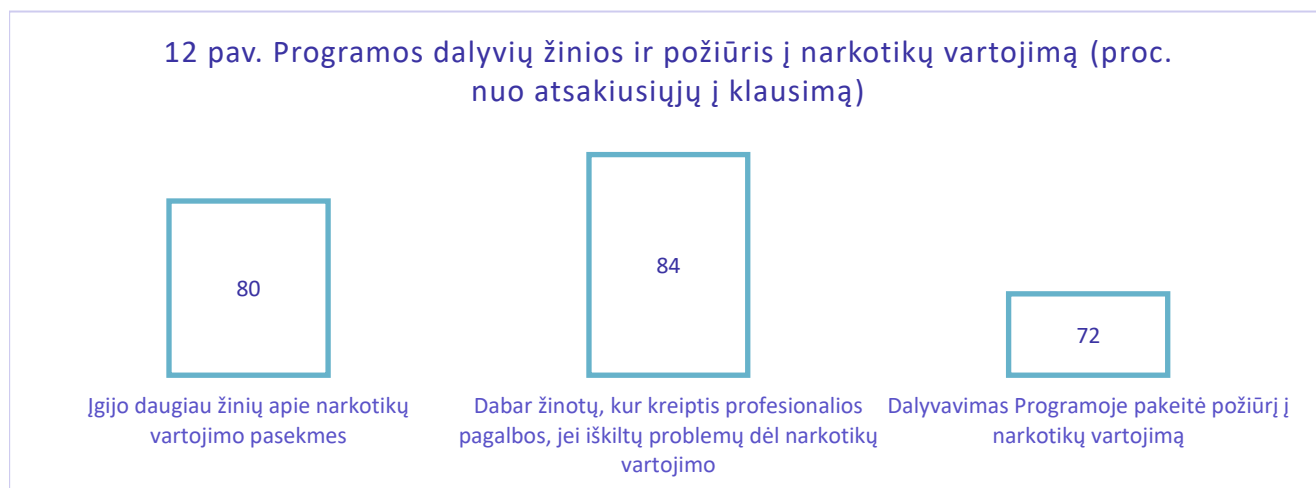 12 pav. Programos dalyvių žinios ir požiūris į narkotikų vartojimą (proc.
nuo atsakiusiųjų į klausimą)
80
84
72
Įgijo daugiau žinių apie narkotikų
vartojimo pasekmes
Dabar žinotų, kur kreiptis profesionalios
pagalbos, jei iškiltų problemų dėl narkotikų
vartojimo
Dalyvavimas Programoje pakeitė požiūrį į
narkotikų vartojimą